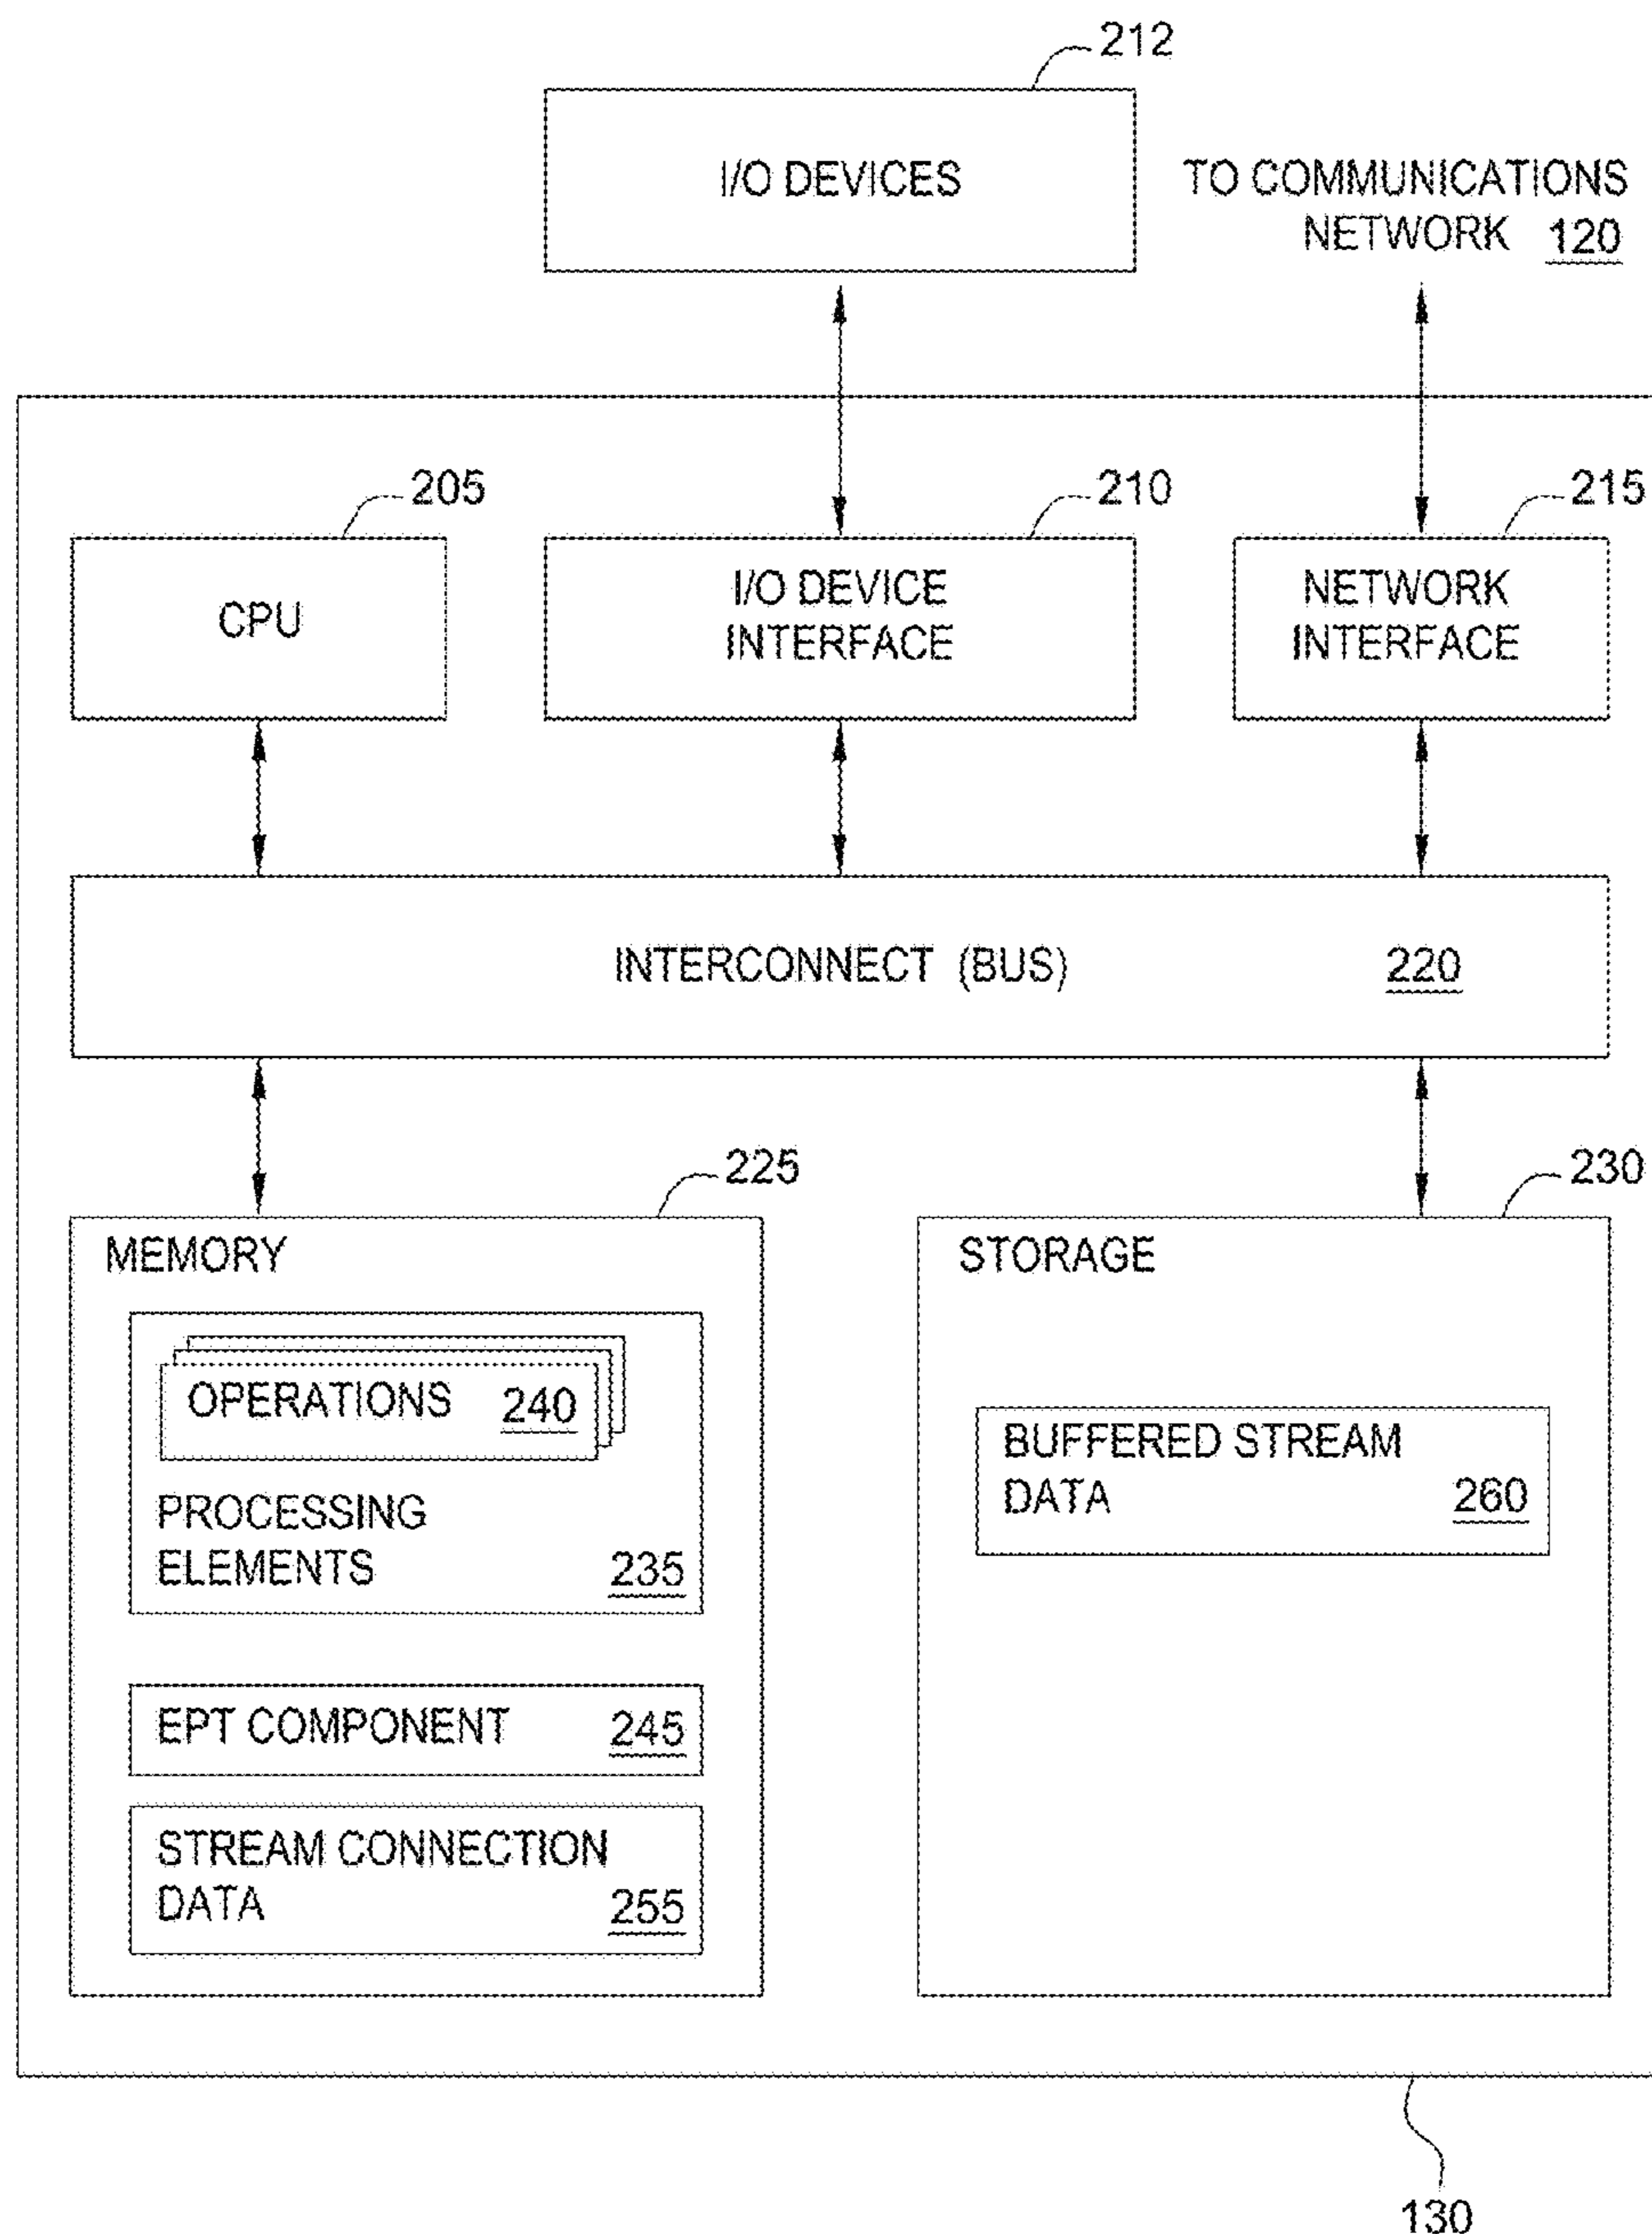 212
I/O DEVICES
TO COMMUNICATIONS
NETWORK 120
205
210
215
CPU
I/O DEVICE
INTERFACE
NETWORK
INTERFACE
INTERCONNECT (BUS) 220
225
230
MEMORY
OPERATIONS 240
PROCESSING
ELEMENTS 235
EPT COMPONENT 245
STREAM CONNECTION
DATA 255
STORAGE
BUFFERED STREAM
DATA 260
130